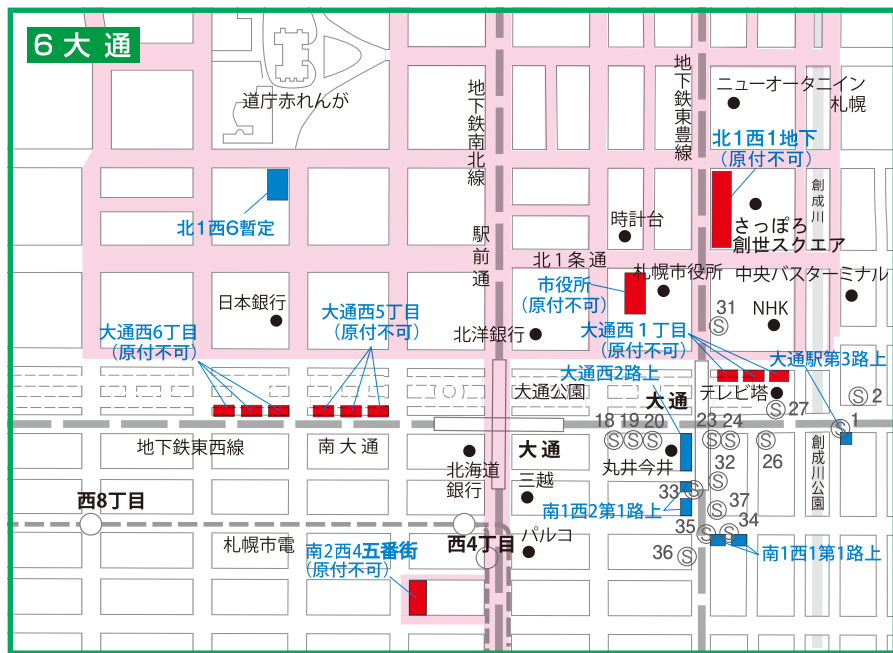 6 大 通
道庁赤れんが
地下鉄南北線
地下鉄東豊線
ニューオータニイン
札幌
北1西1地下
(原付不可)
北1西6暫定
駅前通
時計台
創成川
さっぽろ
創世スクエア
北1条通
市役所
(原付不可)
札幌市役所
中央バスターミナル
日本銀行
大通西6丁目
(原付不可)
大通西5丁目
(原付不可)
北洋銀行
大通西1丁目
(原付不可)
31
Ⓢ
NHK
大通西2路上
大通駅第3路上
大通公園
大通
テレビ塔
Ⓢ 2
27
Ⓢ
1
Ⓢ
18 19 20
Ⓢ Ⓢ Ⓢ
23 24
Ⓢ Ⓢ
26
Ⓢ
地下鉄東西線
南大通
大通
北海道
銀行
丸井今井
32
Ⓢ
創成川公園
三越
33 Ⓢ
南1西2第1路上
37
Ⓢ
西8丁目
札幌市電
西4丁目
パルコ
35
Ⓢ
34
Ⓢ
36 Ⓢ
南1西1第1路上
南2西4五番街
(原付不可)